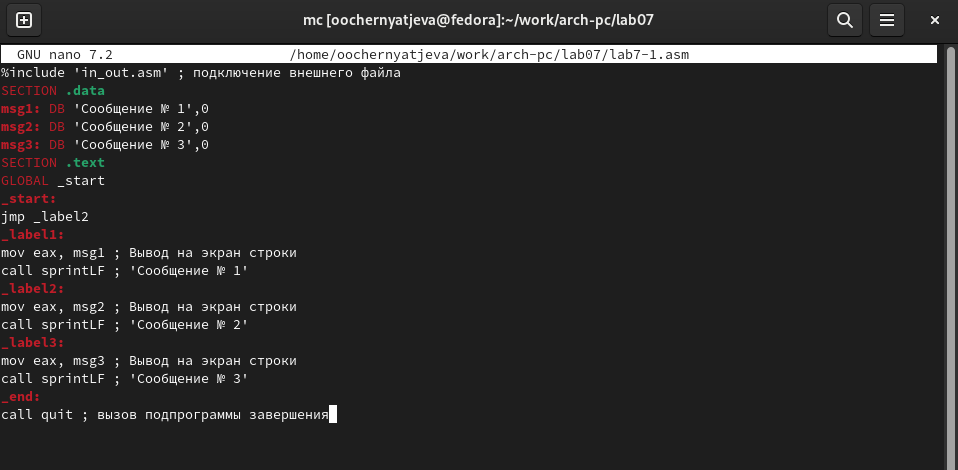 mc [oochernyatjeva@fedora]:~/work/arch-pc/lab07
GNU nano 7.2 /home/oochernyatjeva/work/arch-pc/lab07/lab7-1.asm
%include 'in_out.asm' ; подключение внешнего файла
SECTION .data
msg1: DB 'Сообщение № 1',0
msg2: DB 'Сообщение № 2',0
msg3: DB 'Сообщение № 3',0
SECTION .text
GLOBAL _start
_start:
jmp _label2
_label1:
mov eax, msg1 ; Вывод на экран строки
call sprintLF ; 'Сообщение № 1'
_label2:
mov eax, msg2 ; Вывод на экран строки
call sprintLF ; 'Сообщение № 2'
_label3:
mov eax, msg3 ; Вывод на экран строки
call sprintLF ; 'Сообщение № 3'
_end:
call quit ; вызов подпрограммы завершения